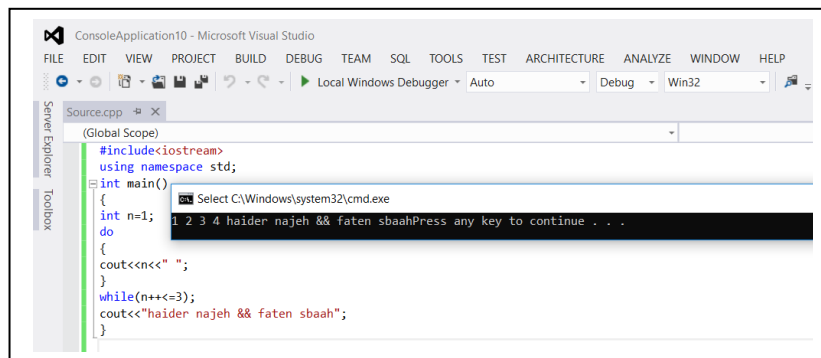 ConsoleApplication10 - Microsoft Visual Studio
FILE EDIT VIEW PROJECT BUILD DEBUG TEAM SQL TOOLS TEST ARCHITECTURE ANALYZE WINDOW HELP
Local Windows Debugger Auto Debug Win32
Server Explorer
Toolbox
Source.cpp
(Global Scope)
#include<iostream>
using namespace std;
int main()
{
int n=1;
do
{
cout<<n<<" ";
}
while(n++<=3);
cout<<"haider najeh && faten sbaah";
}
Select C:\Windows\system32\cmd.exe
1 2 3 4 haider najeh && faten sbaahPress any key to continue . . .